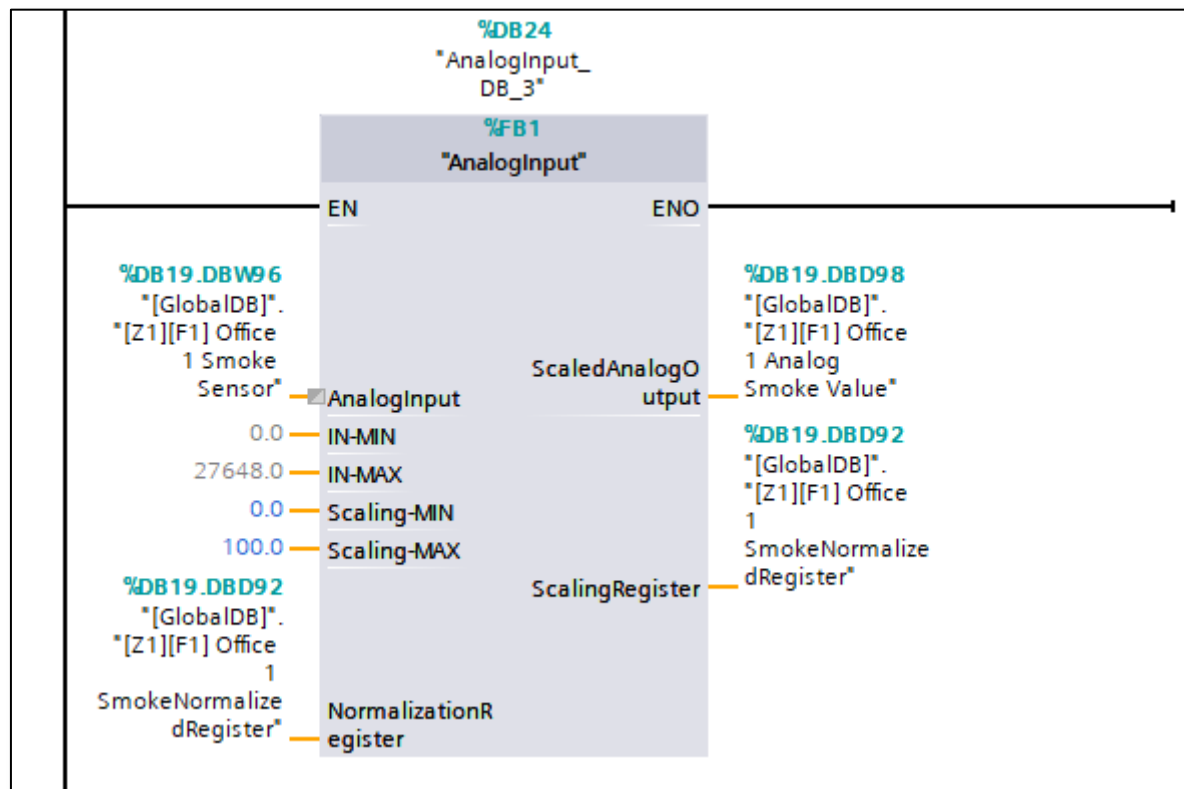 %DB24
"AnalogInput_
DB_3"
%FB1
"AnalogInput"
EN
ENO
%DB19.DBW96
"[GlobalDB]".
"[Z1][F1] Office
1 Smoke
Sensor"
AnalogInput
0.0
IN-MIN
27648.0
IN-MAX
0.0
Scaling-MIN
100.0
Scaling-MAX
%DB19.DBD92
"[GlobalDB]".
"[Z1][F1] Office
1
SmokeNormalize
dRegister"
NormalizationR
egister
ScaledAnalogO
utput
%DB19.DBD98
"[GlobalDB]".
"[Z1][F1] Office
1 Analog
Smoke Value"
ScalingRegister
%DB19.DBD92
"[GlobalDB]".
"[Z1][F1] Office
1
SmokeNormalize
dRegister"